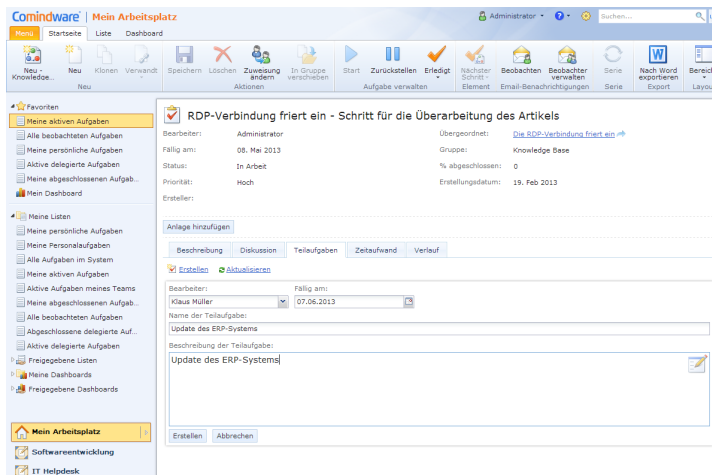 Comindware® | Mein Arbeitsplatz
Administrator
Suchen...
Menü Startseite Liste Dashboard
Neu - Knowledge... Neu Klonen Verwandt
Speichern Löschen Zuweisung ändern In Gruppe verschieben
Start Zurückstellen Erledigt
Nächster Schritt
Beobachten Beobachter verwalten
Serie
Nach Word exportieren
Neu Aktionen Aufgabe verwalten Element Email-Benachrichtigungen Serie Export
Favoriten
Meine aktiven Aufgaben
Alle beobachteten Aufgaben
Meine persönliche Aufgaben
Aktive delegierte Aufgaben
Meine abgeschlossenen Aufgab...
Mein Dashboard
Meine Listen
Meine persönliche Aufgaben
Meine Personalaufgaben
Alle Aufgaben im System
Meine aktiven Aufgaben
Aktive Aufgaben meines Teams
Meine abgeschlossenen Aufgab...
Alle beobachteten Aufgaben
Abgeschlossene delegierte Auf...
Aktive delegierte Aufgaben
Freigegebene Listen
Meine Dashboards
Freigegebene Dashboards
Mein Arbeitsplatz
Softwareentwicklung
IT Helpdesk
RDP-Verbindung friert ein - Schritt für die Überarbeitung des Artikels
Bearbeiter: Administrator Übergeordnet: Die RDP-Verbindung friert ein
Fällig am: 08. Mai 2013 Gruppe: Knowledge Base
Status: In Arbeit % abgeschlossen: 0
Priorität: Hoch Erstellungsdatum: 19. Feb 2013
Ersteller:
Anlage hinzufügen
Beschreibung Diskussion Teilaufgaben Zeitaufwand Verlauf
Erstellen Aktualisieren
Bearbeiter: Fällig am:
Klaus Müller 07.06.2013
Name der Teilaufgabe:
Update des ERP-Systems
Beschreibung der Teilaufgabe:
Update des ERP-Systems
Erstellen Abbrechen